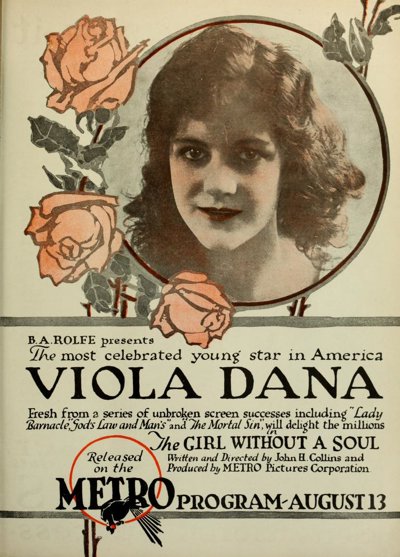 B. A. ROLFE presents
The most celebrated young star in America
VIOLA DANA
Fresh from a series of unbroken screen successes including "Lady
Barnacle, "God's Law and Man's" and "The Mortal Sin", will delight the millions
in
The GIRL WITHOUT A SOUL
Written and Directed by John H. Collins and
Produced by METRO Pictures Corporation
Released
on the
METRO PROGRAM - AUGUST 13